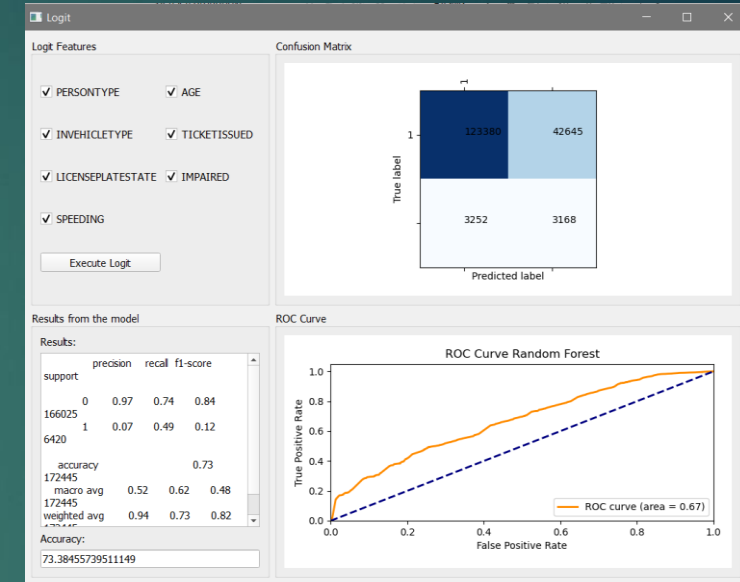 Logit
Logit Features
PERSONTYPE
AGE
INVEHICLETYPE
TICKETISSUED
LICENSEPLATESTATE
IMPAIRED
SPEEDING
Execute Logit
Confusion Matrix
1
1
123380
42645
True label
3252
3168
Predicted label
Results from the model
Results:
precision recall f1-score
support
0 0.97 0.74 0.84
166025
1 0.07 0.49 0.12
6420
accuracy 0.73
172445
macro avg 0.52 0.62 0.48
172445
weighted avg 0.94 0.73 0.82
Accuracy:
73.38455739511149
ROC Curve
ROC Curve Random Forest
1.0
0.8
0.6
0.4
0.2
0.0
True Positive Rate
ROC curve (area = 0.67)
0.0 0.2 0.4 0.6 0.8 1.0
False Positive Rate